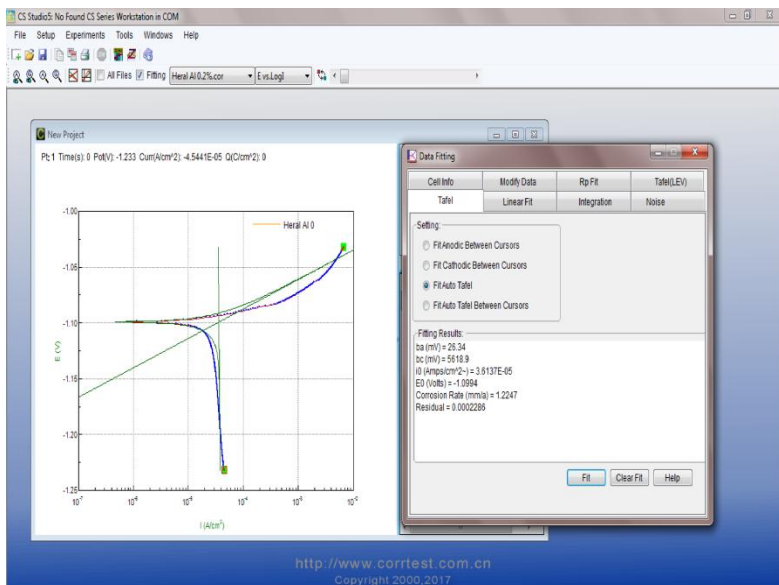 CS Studio5: No Found CS Series Workstation in COM
File Setup Experiments Tools Windows Help
All Files Fitting Heral Al 0.2%.cor E vs.LogI
New Project
Pt; 1 Time(s): 0 Pot(V): -1.233 Curr(A/cm^2): -4.5441E-05 Q(C/cm^2): 0
Heral Al 0
-1.00
-1.05
-1.10
-1.15
-1.20
-1.25
E (V)
10⁻⁷ 10⁻⁶ 10⁻⁵ 10⁻⁴ 10⁻³ 10⁻²
i (A/cm²)
Data Fitting
Cell Info Modify Data Rp Fit Tafel(LEV)
Tafel Linear Fit Integration Noise
Setting:
Fit Anodic Between Cursors
Fit Cathodic Between Cursors
Fit Auto Tafel
Fit Auto Tafel Between Cursors
Fitting Results:
ba (mV) = 26.34
bc (mV) = 5618.9
i0 (Amps/cm^2~) = 3.6137E-05
E0 (Volts) = -1.0994
Corrosion Rate (mm/a) = 1.2247
Residual = 0.0002286
Fit Clear Fit Help
http://www.corrtest.com.cn
Copyright 2000,2017